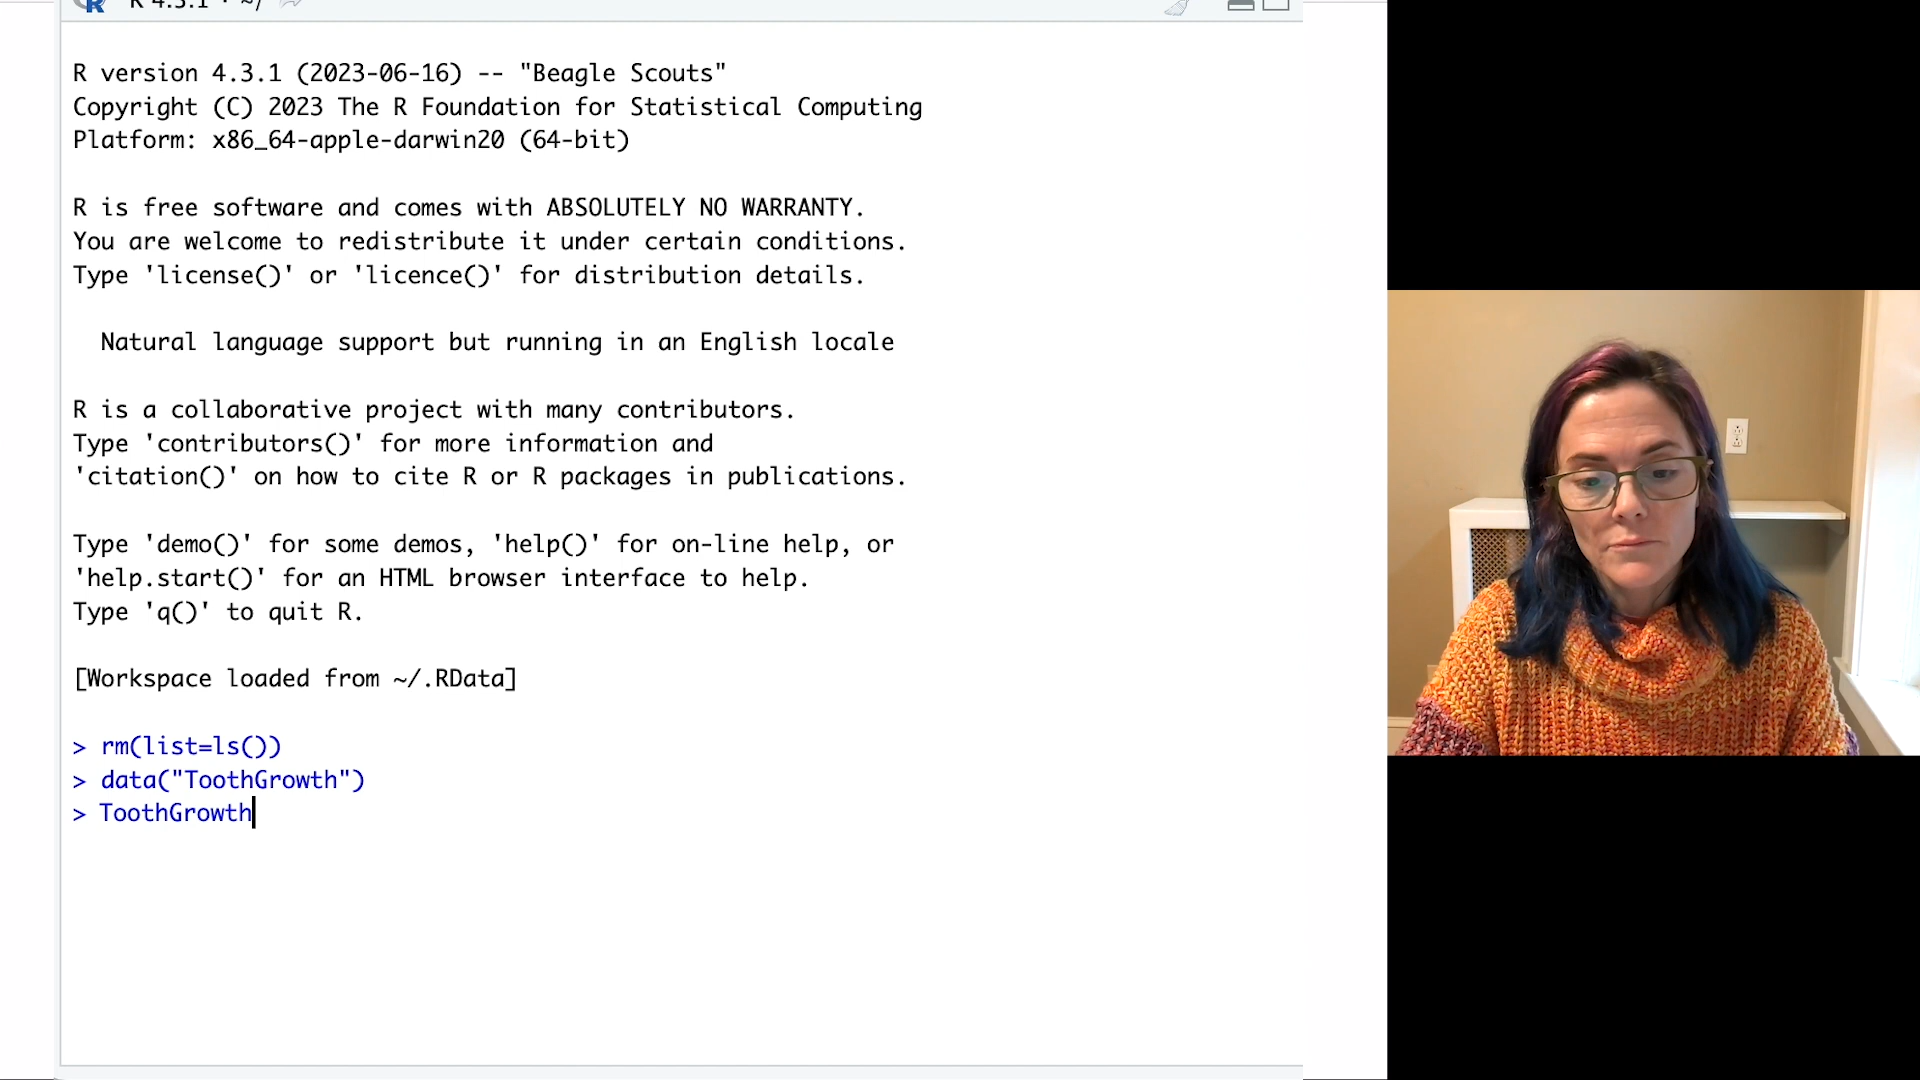 R 4.3.1 · ~/
R version 4.3.1 (2023-06-16) -- "Beagle Scouts"
Copyright (C) 2023 The R Foundation for Statistical Computing
Platform: x86_64-apple-darwin20 (64-bit)
R is free software and comes with ABSOLUTELY NO WARRANTY.
You are welcome to redistribute it under certain conditions.
Type 'license()' or 'licence()' for distribution details.
Natural language support but running in an English locale
R is a collaborative project with many contributors.
Type 'contributors()' for more information and
'citation()' on how to cite R or R packages in publications.
Type 'demo()' for some demos, 'help()' for on-line help, or
'help.start()' for an HTML browser interface to help.
Type 'q()' to quit R.
[Workspace loaded from ~/.RData]
> rm(list=ls())
> data("ToothGrowth")
> ToothGrowth